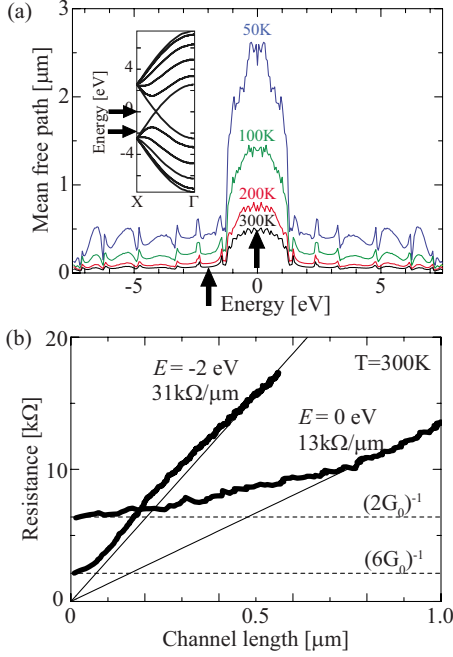 (a)
Mean free path [μm]
3
2
1
0
50K
100K
200K
300K
Energy [eV]
4
0
-4
X
Γ
-5
0
5
Energy [eV]
(b)
Resistance [kΩ]
20
10
0
E = -2 eV
31kΩ/μm
T=300K
E = 0 eV
13kΩ/μm
(2G₀)⁻¹
(6G₀)⁻¹
0
0.5
1.0
Channel length [μm]